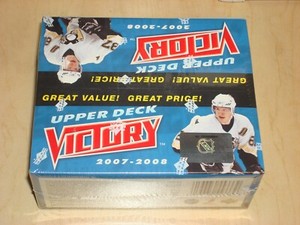 2007-2008
VICTORY
UPPER DECK
GREAT VALUE! GREAT PRICE!
GREAT VALUE! GREAT PRICE!
UPPER DECK
VICTORY
2007-2008